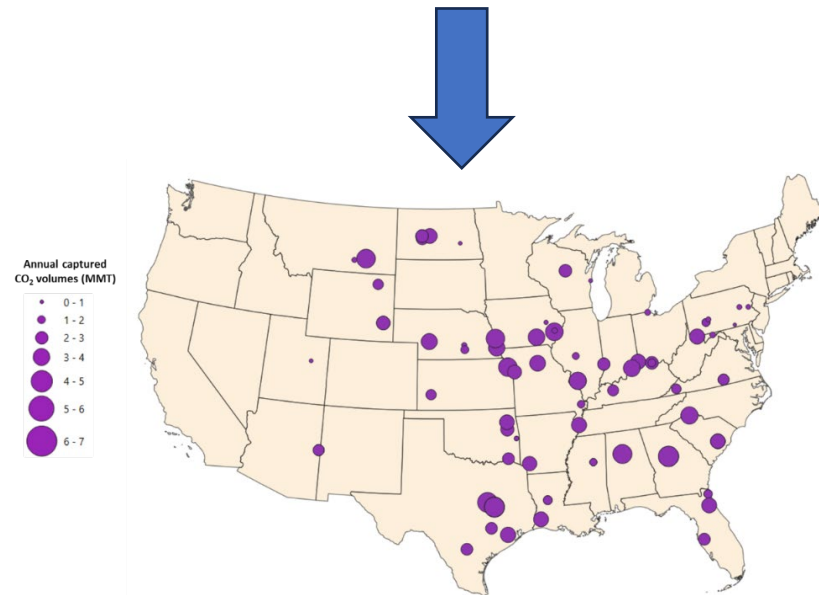 Annual captured
CO₂ volumes (MMT)
0 - 1
1 - 2
2 - 3
3 - 4
4 - 5
5 - 6
6 - 7